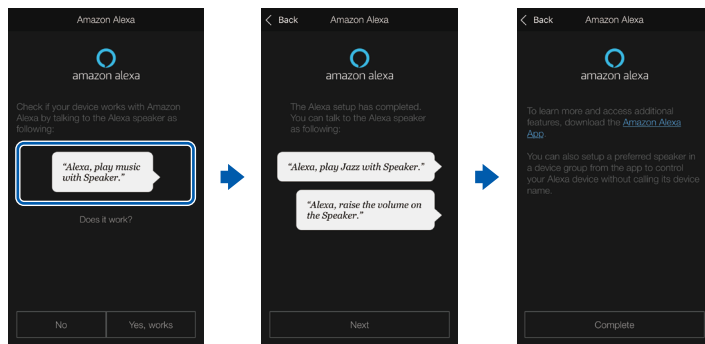 Amazon Alexa
amazon alexa
Check if your device works with Amazon
Alexa by talking to the Alexa speaker as
following:
“Alexa, play music
with Speaker.”
Does it work?
No
Yes, works
Back
Amazon Alexa
amazon alexa
The Alexa setup has completed.
You can talk to the Alexa speaker
as following:
“Alexa, play Jazz with Speaker.”
“Alexa, raise the volume on
the Speaker.”
Next
Back
Amazon Alexa
amazon alexa
To learn more and access additional
features, download the Amazon Alexa
App.
You can also setup a preferred speaker in
a device group from the app to control
your Alexa device without calling its device
name.
Complete